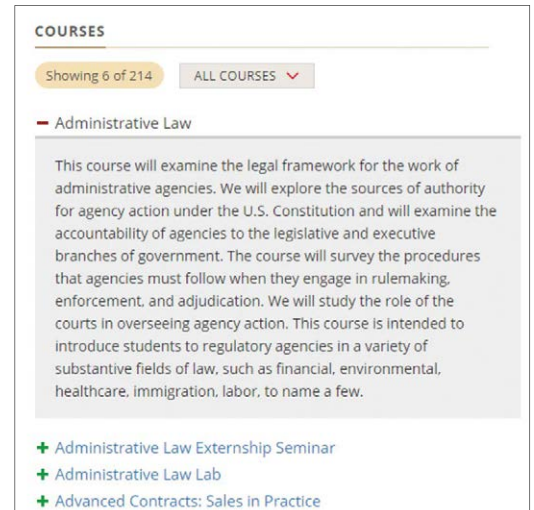 COURSES
Showing 6 of 214
ALL COURSES
Administrative Law
This course will examine the legal framework for the work of
administrative agencies. We will explore the sources of authority
for agency action under the U.S. Constitution and will examine the
accountability of agencies to the legislative and executive
branches of government. The course will survey the procedures
that agencies must follow when they engage in rulemaking,
enforcement, and adjudication. We will study the role of the
courts in overseeing agency action. This course is intended to
introduce students to regulatory agencies in a variety of
substantive fields of law, such as financial, environmental,
healthcare, immigration, labor, to name a few.
Administrative Law Externship Seminar
Administrative Law Lab
Advanced Contracts: Sales in Practice